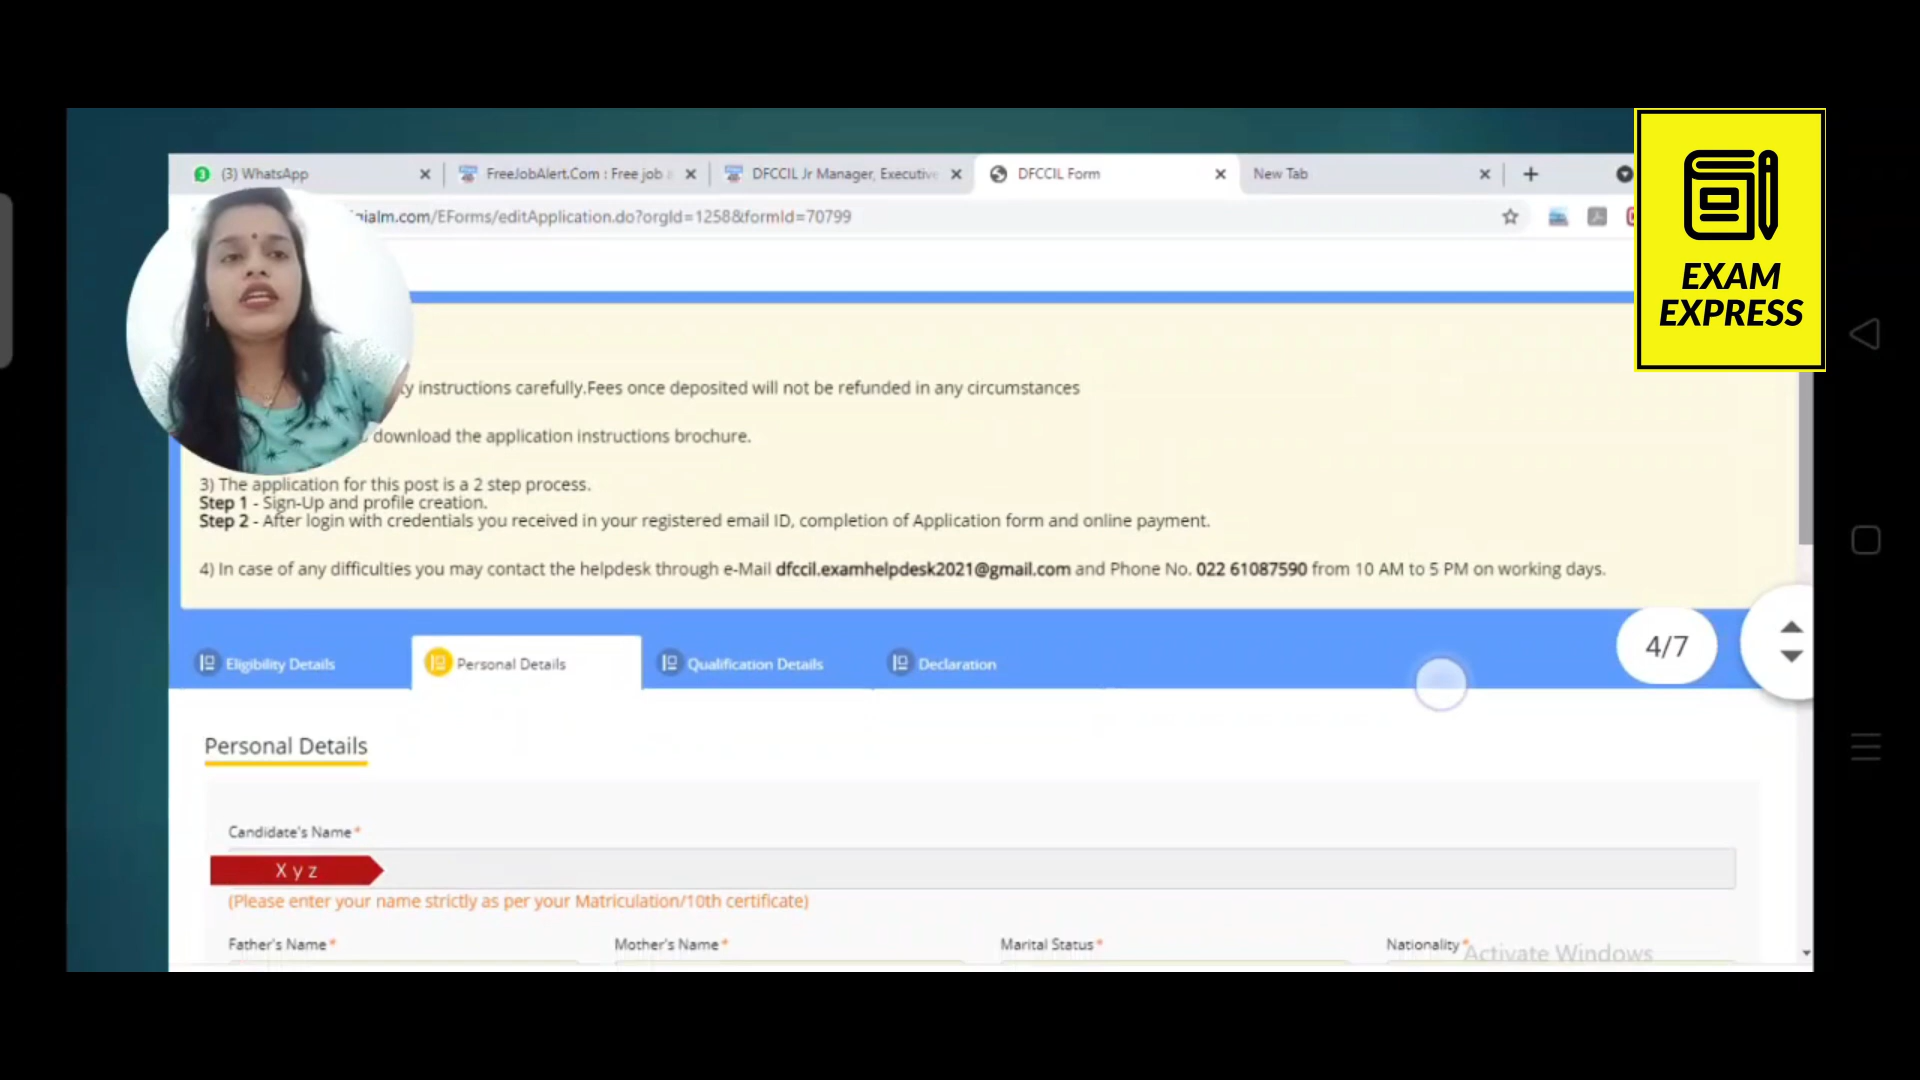 (3) WhatsApp
FreeJobAlert.Com : Free job
DFCCIL Jr Manager, Executive
DFCCIL Form
New Tab
ialm.com/EForms/editApplication.do?orgId=1258&formId=70799
EXAM
EXPRESS
instructions carefully.Fees once deposited will not be refunded in any circumstances
download the application instructions brochure.
3) The application for this post is a 2 step process.
Step 1 - Sign-Up and profile creation.
Step 2 - After login with credentials you received in your registered email ID, completion of Application form and online payment.
4) In case of any difficulties you may contact the helpdesk through e-Mail dfccil.examhelpdesk2021@gmail.com and Phone No. 022 61087590 from 10 AM to 5 PM on working days.
4/7
Eligibility Details
Personal Details
Qualification Details
Declaration
Personal Details
Candidate's Name*
X y z
(Please enter your name strictly as per your Matriculation/10th certificate)
Father's Name*
Mother's Name*
Marital Status*
Nationality*
Activate Windows